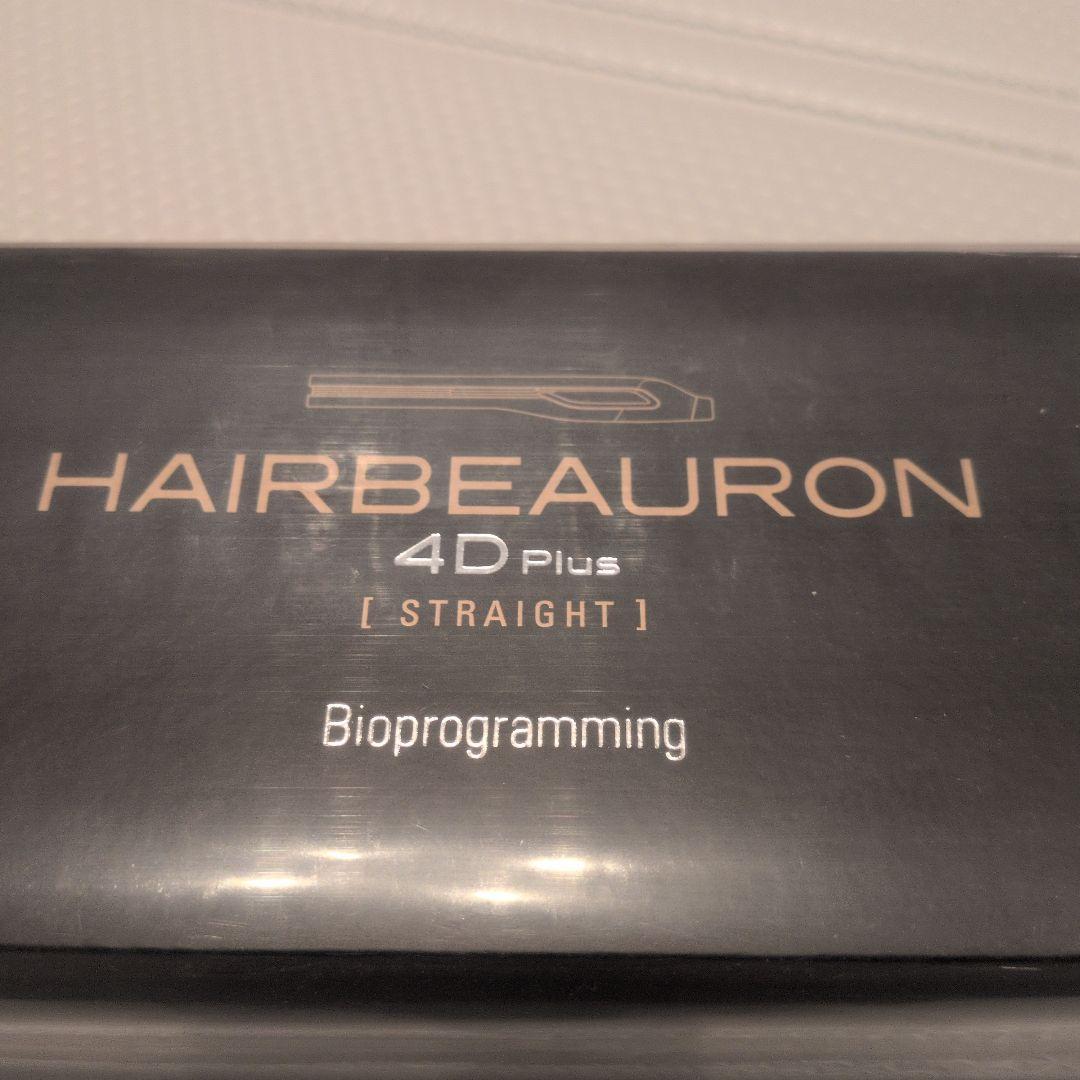 HAIRBEAURON
4D Plus
[ STRAIGHT ]
Bioprogramming